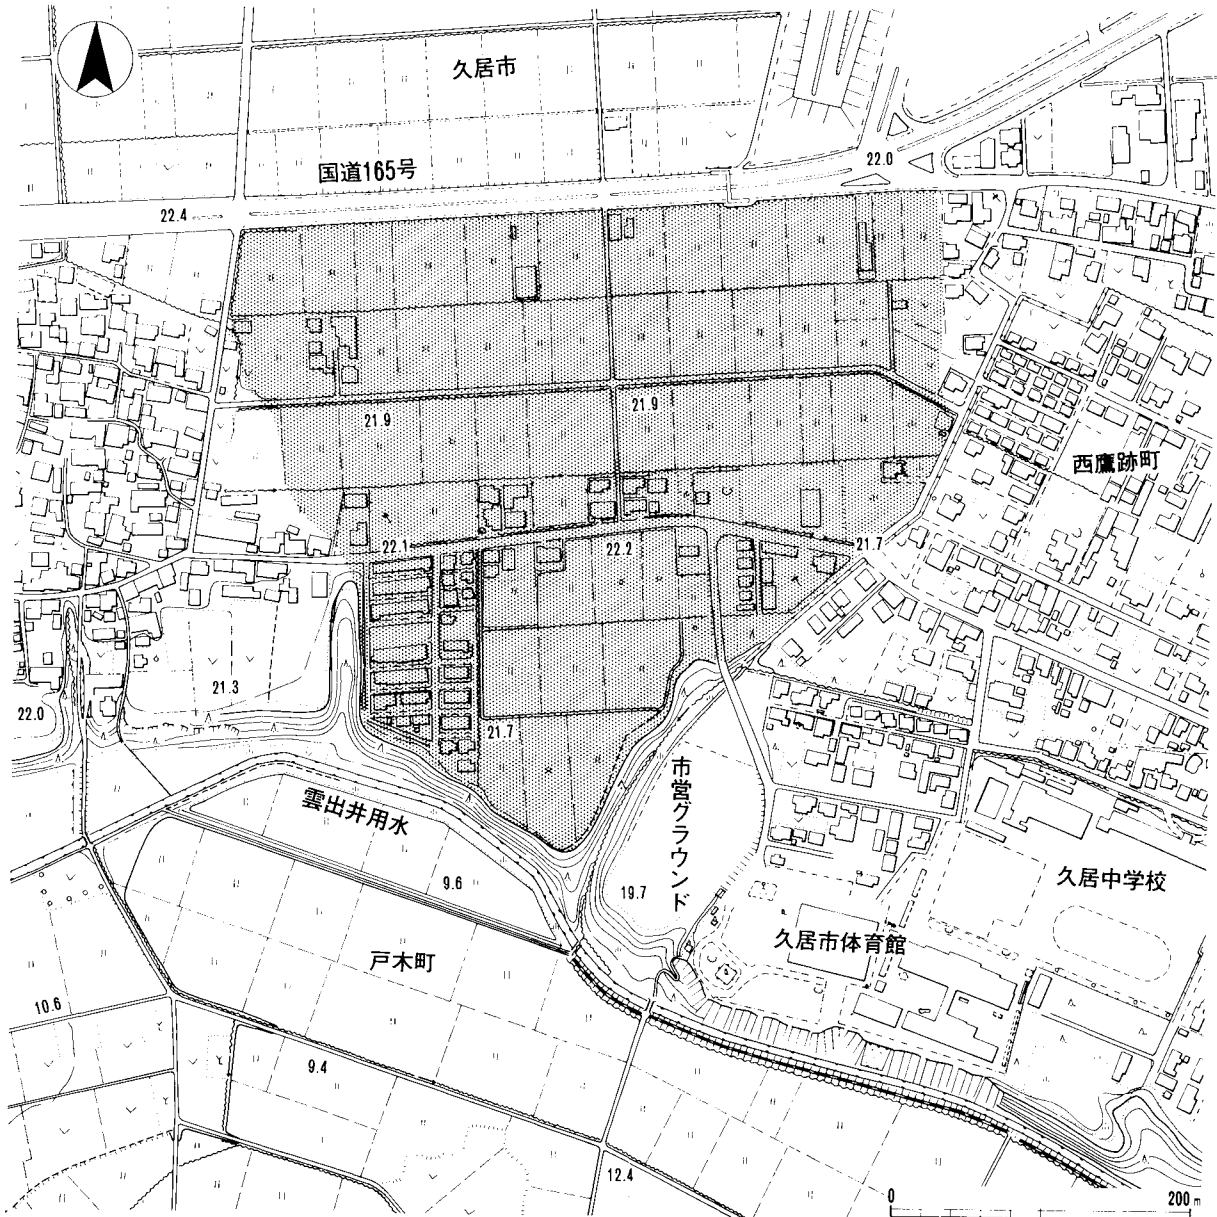 久居市
国道165号
22.0
22.4
21.9
21.9
西鷹跡町
22.1
22.2
21.7
21.3
22.0
21.7
市営グラウンド
雲出井用水
9.6
19.7
久居中学校
久居市体育館
戸木町
10.6
9.4
12.4
0
200m